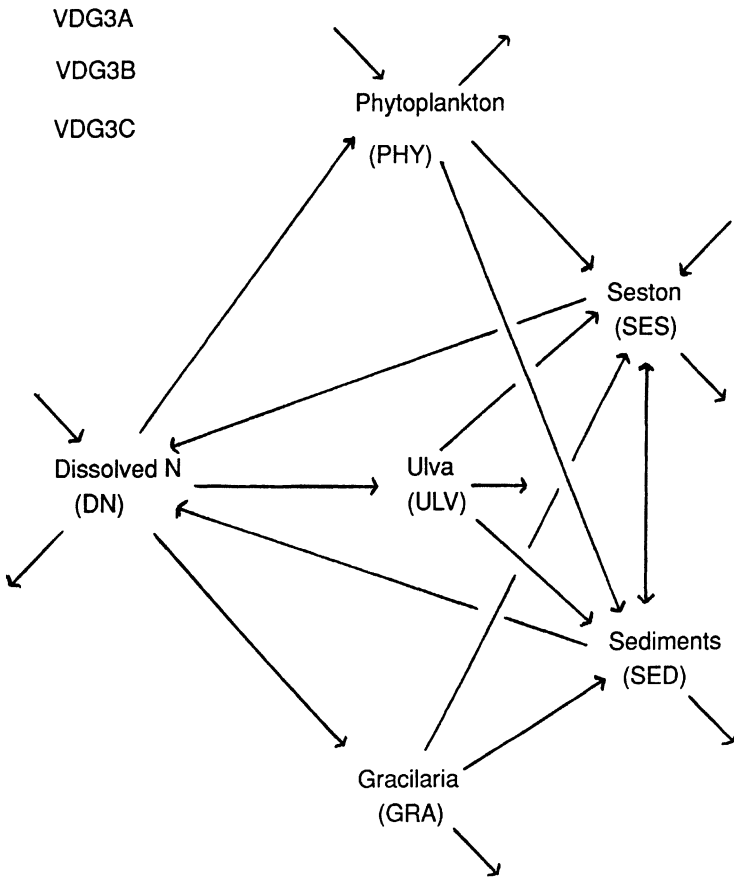 VDG3A
VDG3B
VDG3C
Phytoplankton
(PHY)
Seston
(SES)
Dissolved N
(DN)
Ulva
(ULV)
Sediments
(SED)
Gracilaria
(GRA)